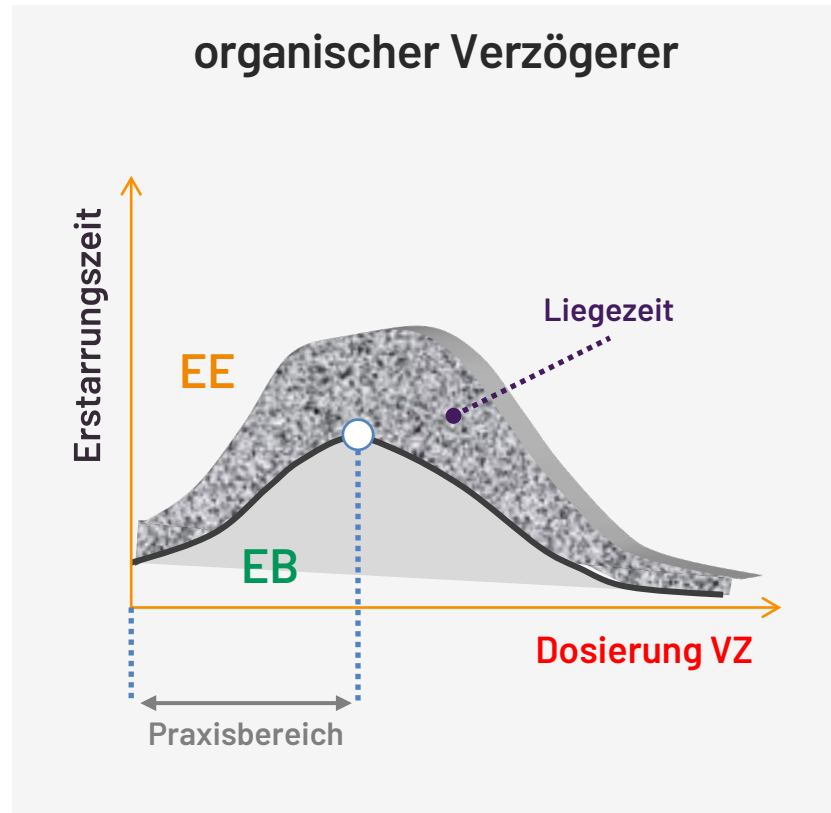 organischer Verzögerer
Erstarrungszeit
Liegezeit
EE
EB
Dosierung VZ
Praxisbereich